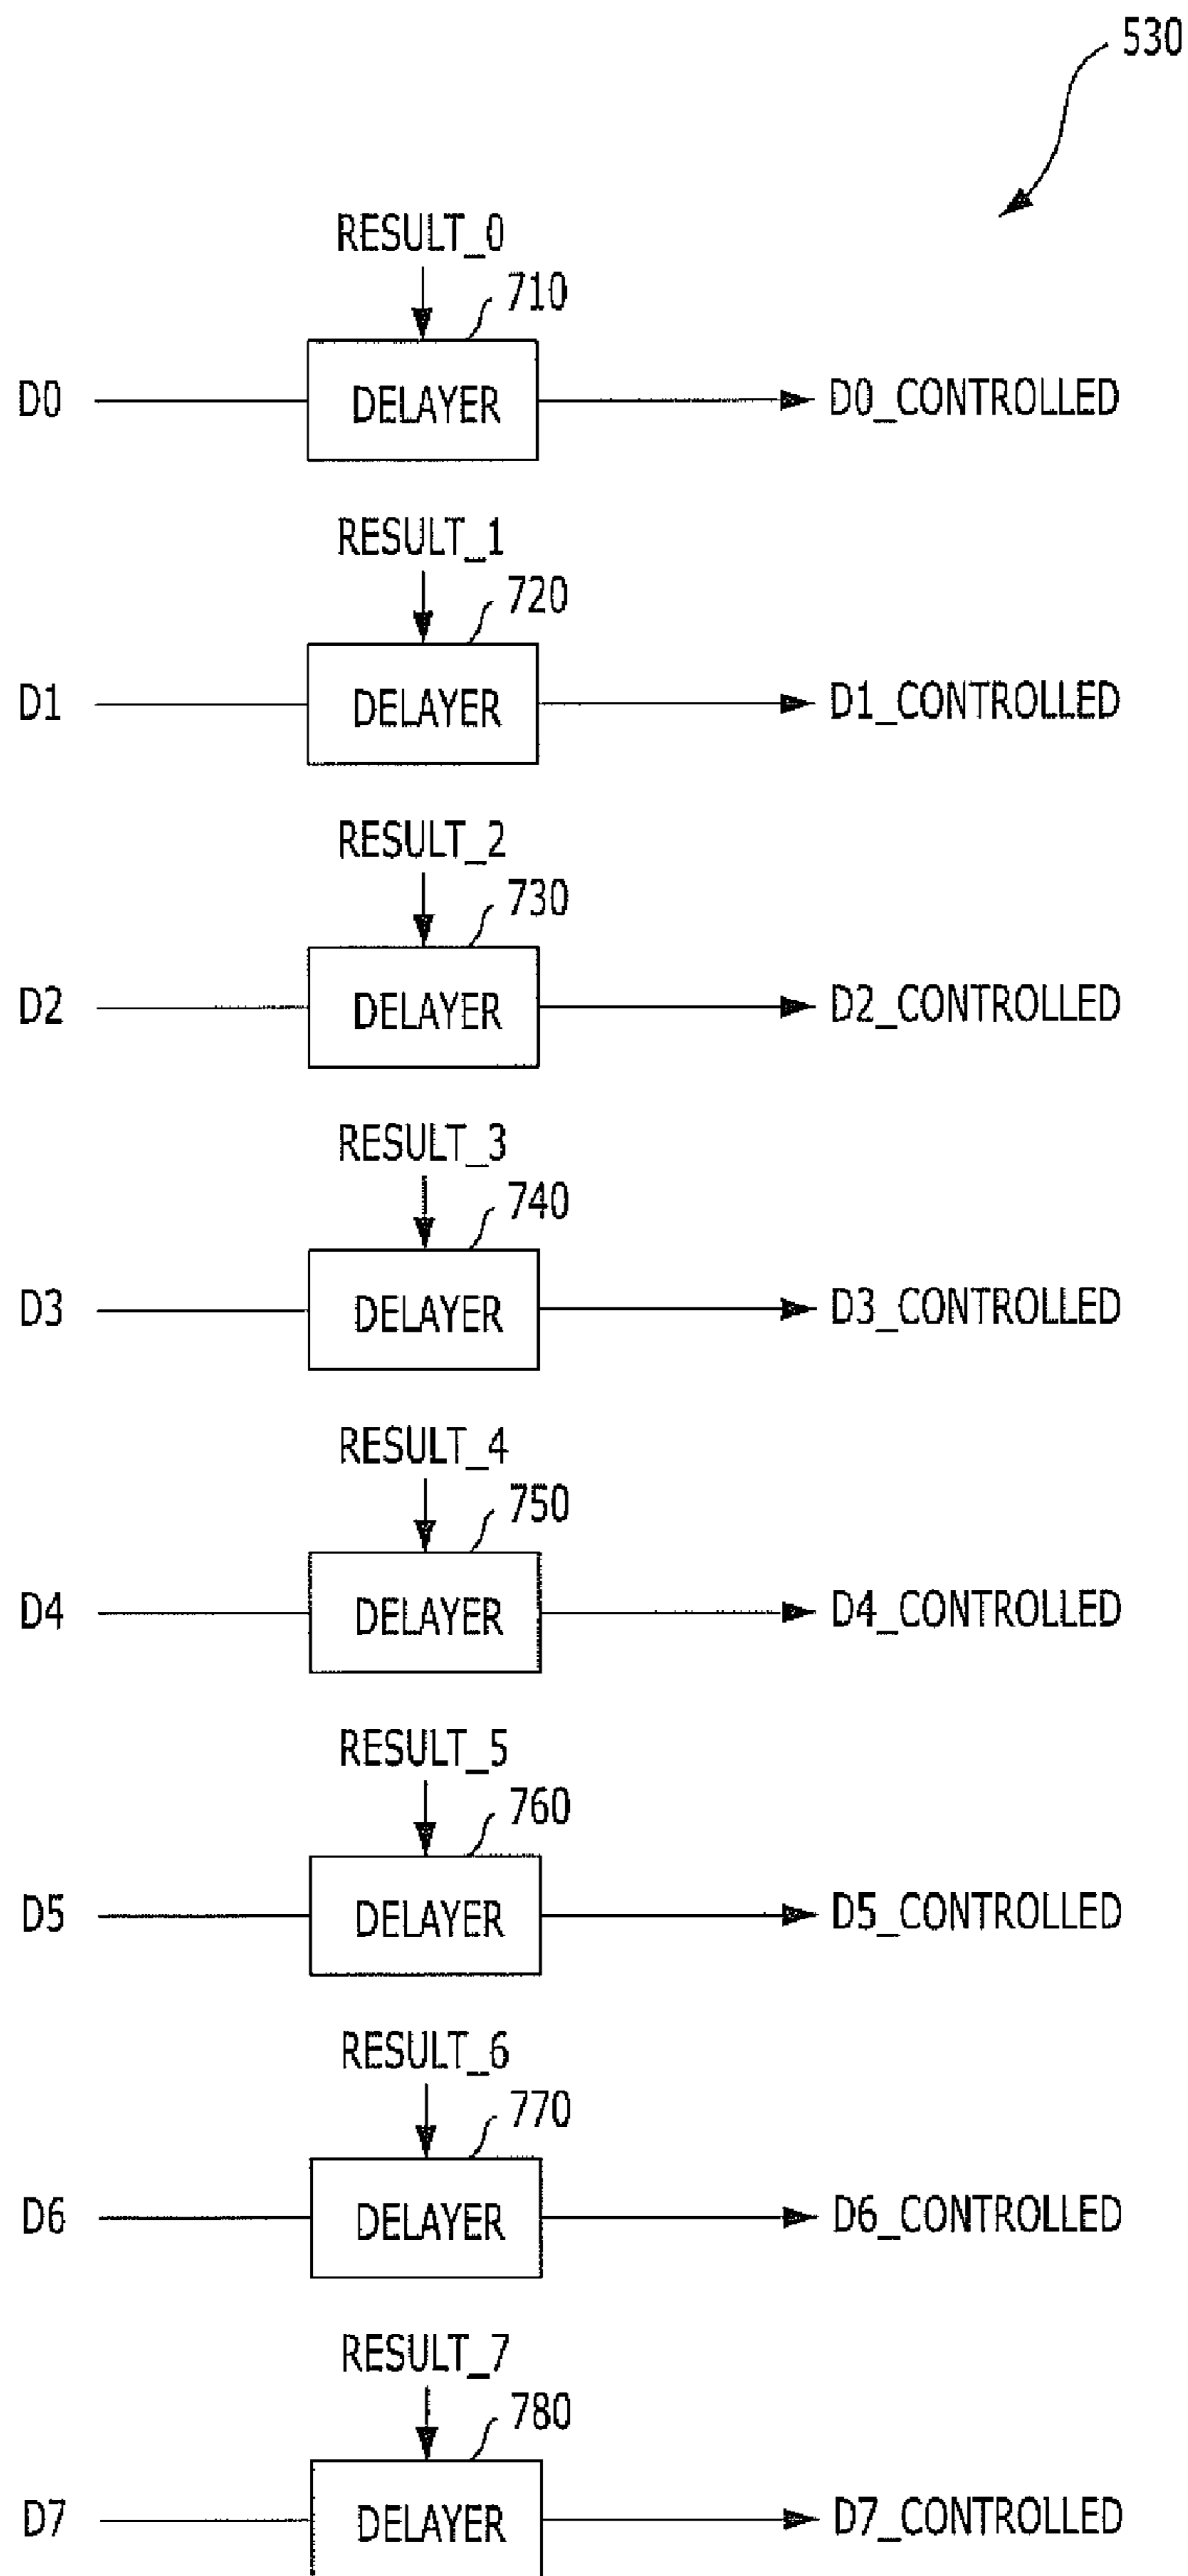 530
RESULT_0
710
D0 DELAYER D0_CONTROLLED
RESULT_1
720
D1 DELAYER D1_CONTROLLED
RESULT_2
730
D2 DELAYER D2_CONTROLLED
RESULT_3
740
D3 DELAYER D3_CONTROLLED
RESULT_4
750
D4 DELAYER D4_CONTROLLED
RESULT_5
760
D5 DELAYER D5_CONTROLLED
RESULT_6
770
D6 DELAYER D6_CONTROLLED
RESULT_7
780
D7 DELAYER D7_CONTROLLED